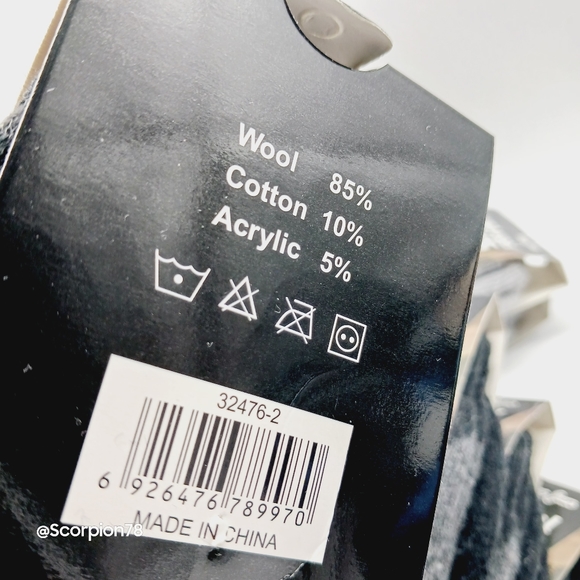 Wool 85%
Cotton 10%
Acrylic 5%
32476-2
6 926476 789970
MADE IN CHINA
@Scorpion78